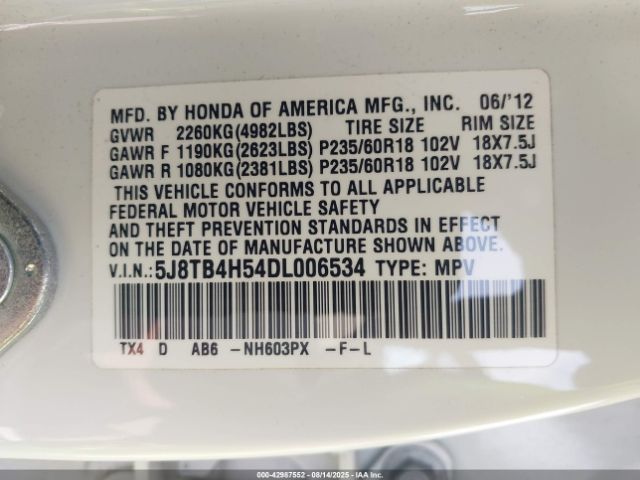 MFD. BY HONDA OF AMERICA MFG., INC. 06/'12
GVWR 2260KG(4982LBS) TIRE SIZE RIM SIZE
GAWR F 1190KG(2623LBS) P235/60R18 102V 18X7.5J
GAWR R 1080KG(2381LBS) P235/60R18 102V 18X7.5J
THIS VEHICLE CONFORMS TO ALL APPLICABLE
FEDERAL MOTOR VEHICLE SAFETY
AND THEFT PREVENTION STANDARDS IN EFFECT
ON THE DATE OF MANUFACTURE SHOWN ABOVE.
V.I.N.: 5J8TB4H54DL006534 TYPE: MPV
TX4 D AB6 -NH603PX -F-L
000-42987552 - 08/14/2025 - IAAI.COM